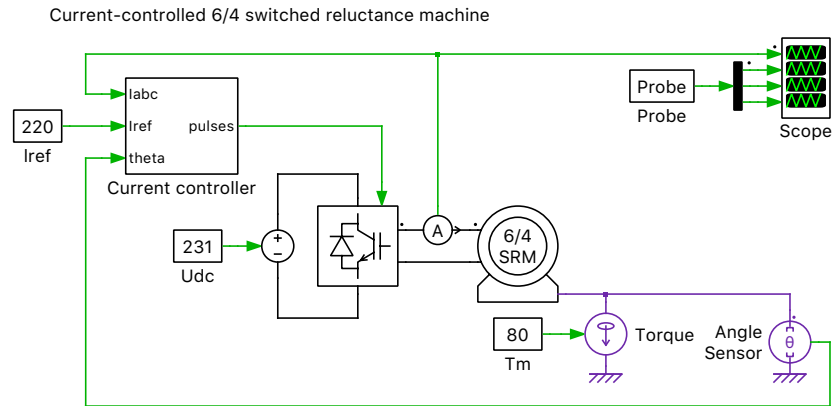 Current-controlled 6/4 switched reluctance machine
Iabc
Iref
theta
pulses
Current controller
220
Iref
Probe
Probe
Scope
231
Udc
+
−
A
6/4
SRM
80
Tm
Torque
Angle
Sensor
θ